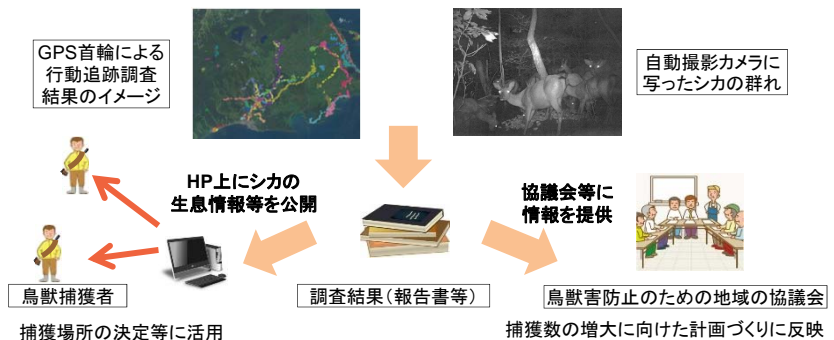 GPS首輪による
行動追跡調査
結果のイメージ
自動撮影カメラに
写ったシカの群れ
HP上にシカの
生息情報等を公開
協議会等に
情報を提供
鳥獣捕獲者
調査結果（報告書等）
鳥獣害防止のための地域の協議会
捕獲場所の決定等に活用
捕獲数の増大に向けた計画づくりに反映